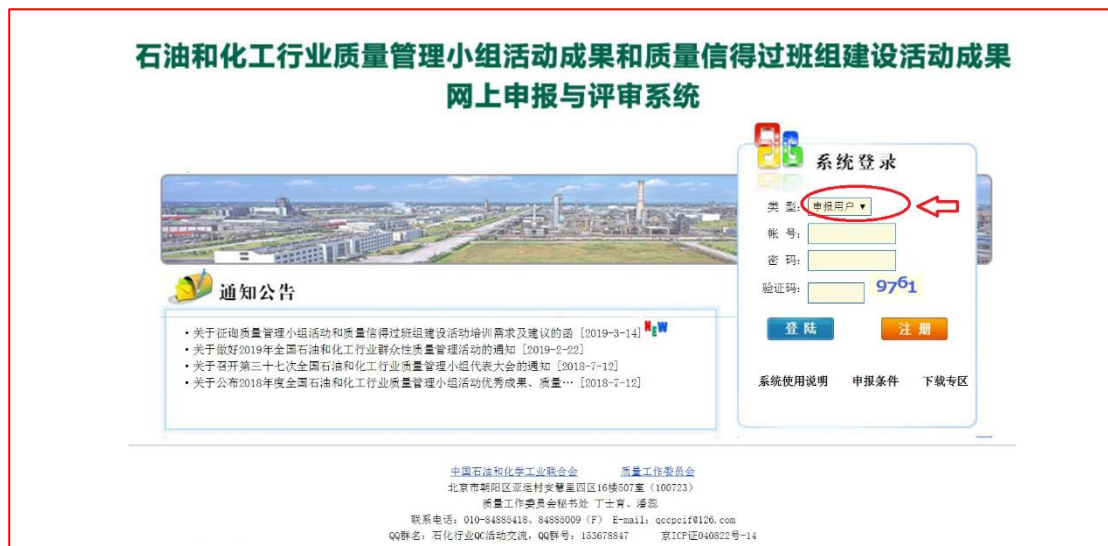 石油和化工行业质量管理小组活动成果和质量信得过班组建设活动成果
网上申报与评审系统
系统登录
类 型: 申报用户 ▼
帐 号:
密 码:
验证码: 9761
登 陆 注 册
系统使用说明 申报条件 下载专区
通知公告
•关于征询质量管理小组活动和质量信得过班组建设活动培训需求及建议的函 [2019-3-14] NEW
•关于做好2019年全国石油和化工行业群众性质量管理活动的通知 [2019-2-22]
•关于召开第三十七次全国石油和化工行业质量管理小组代表大会的通知 [2018-7-12]
•关于公布2018年度全国石油和化工行业质量管理小组活动优秀成果、质量… [2018-7-12]
中国石油和化学工业联合会 质量工作委员会
北京市朝阳区亚运村安慧里四区16楼507室 (100723)
质量工作委员会秘书处 丁士育、潘蕊
联系电话: 010-84885418、84885009 (F) E-mail: qccpcif@126.com
QQ群名: 石化行业QC活动交流, QQ群号: 153678847 京ICP证040822号-14